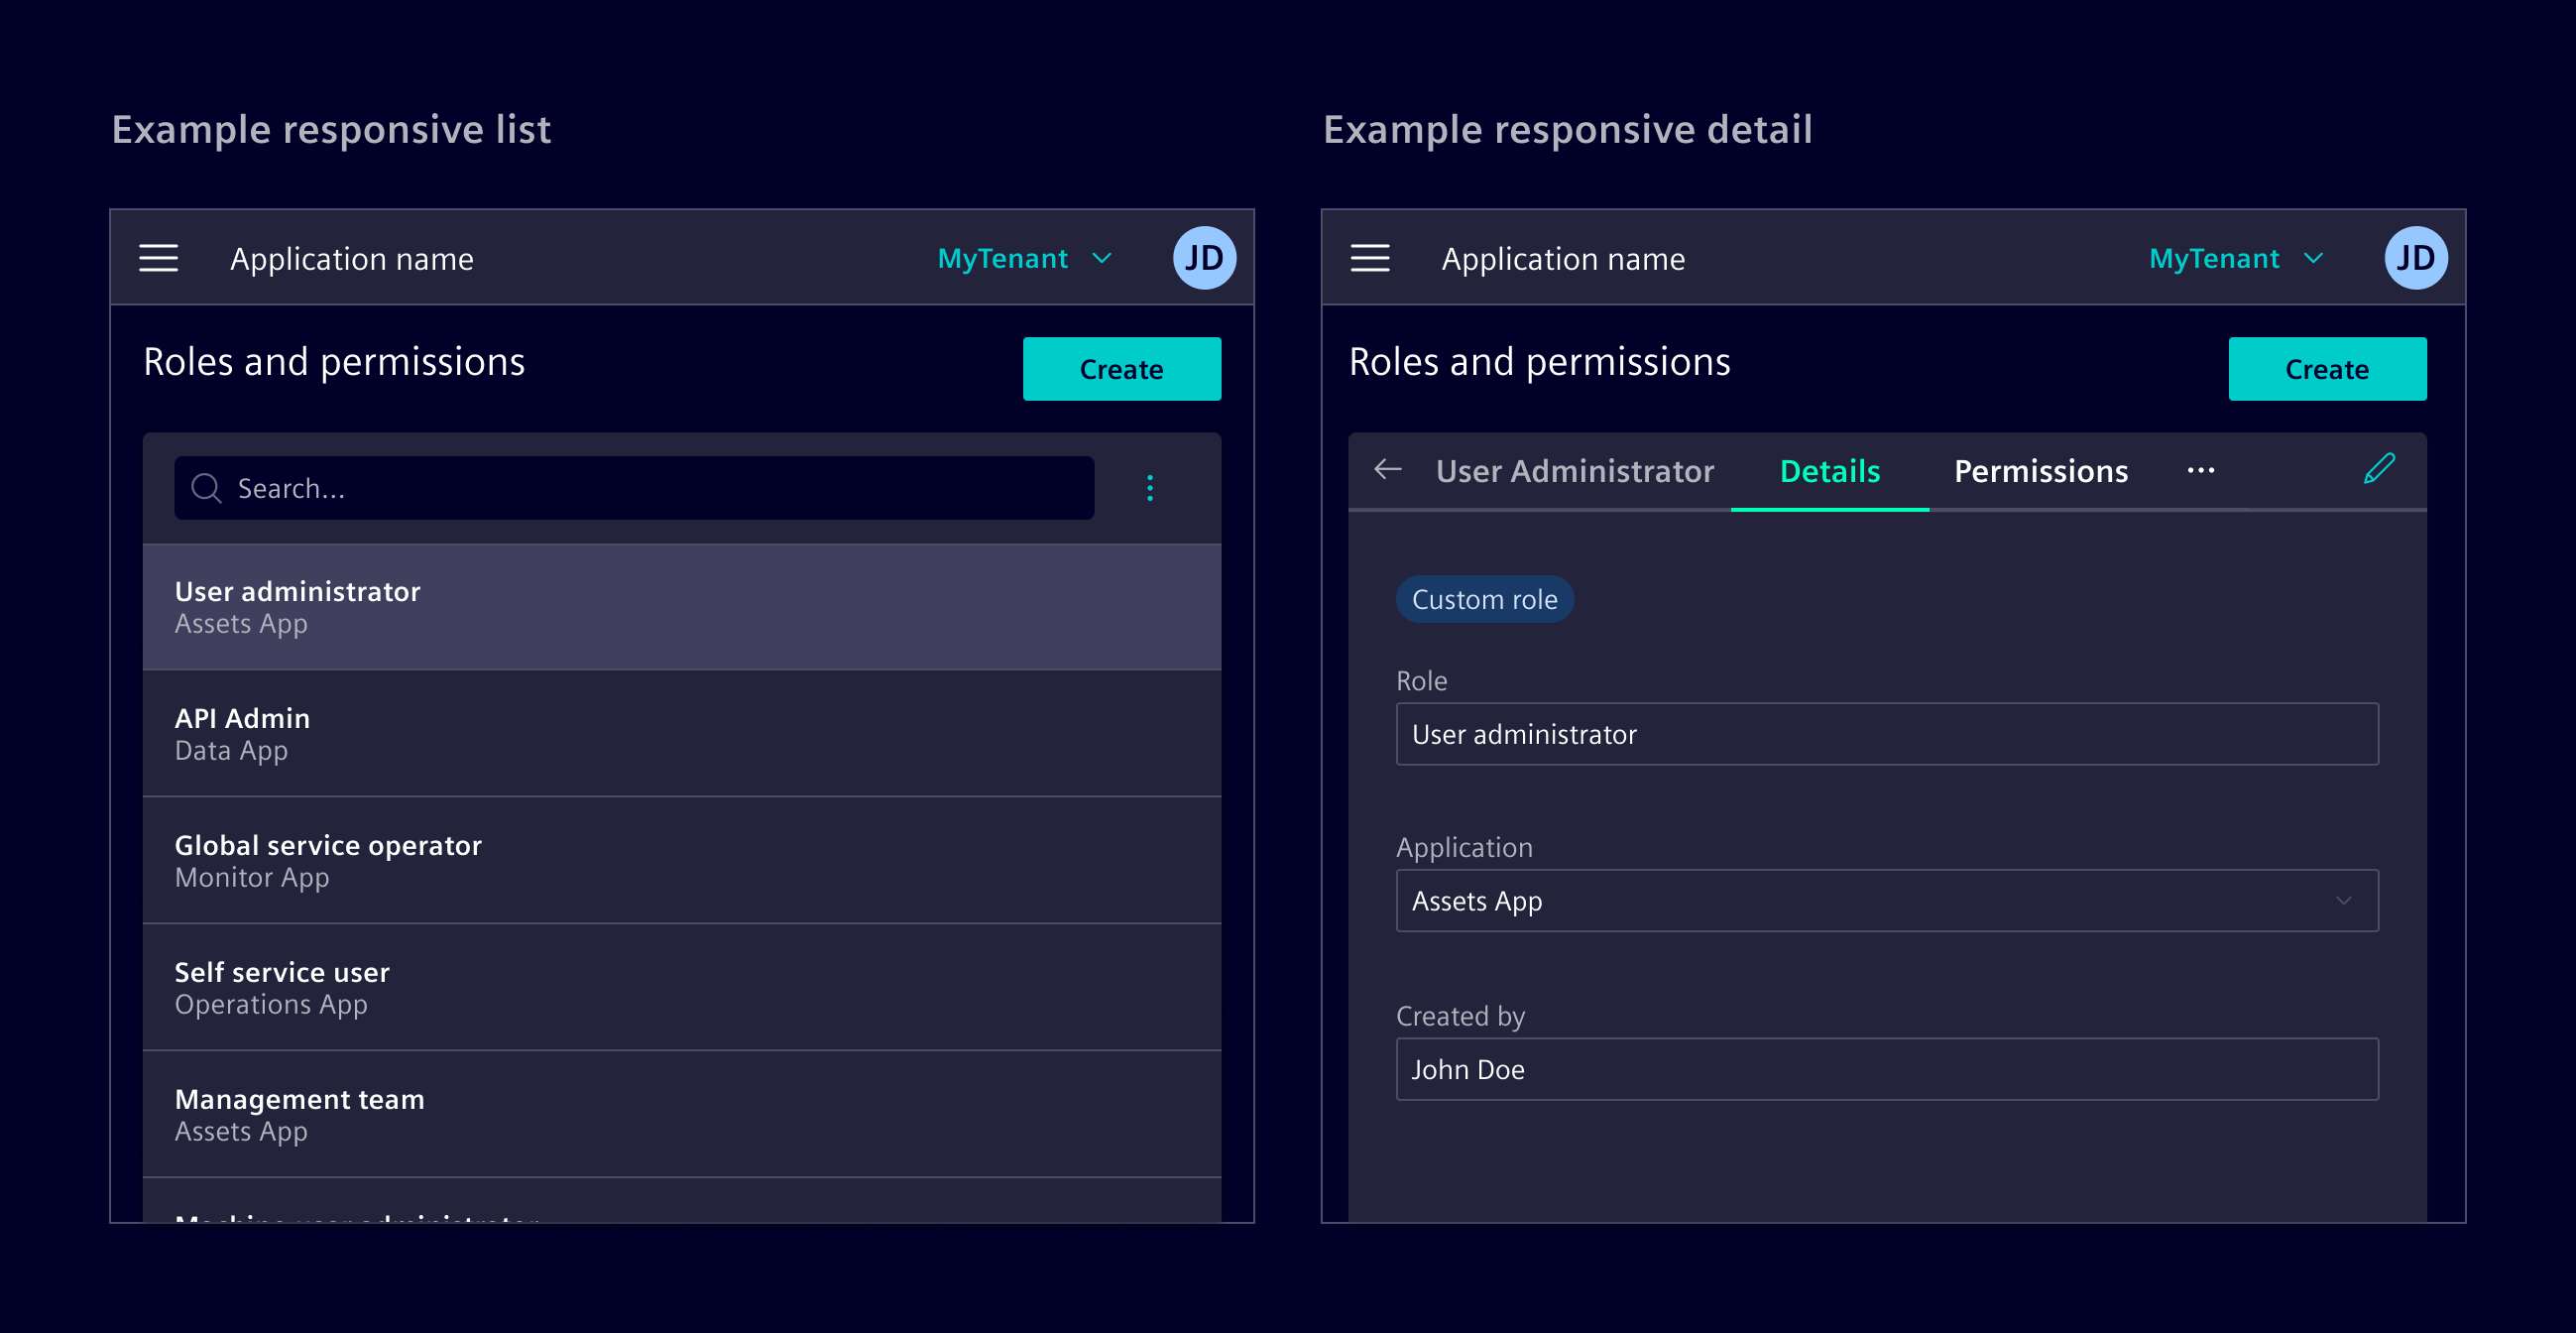 Example responsive list
Application name
MyTenant
JD
Roles and permissions
Create
Search...
User administrator
Assets App
API Admin
Data App
Global service operator
Monitor App
Self service user
Operations App
Management team
Assets App
Example responsive detail
Application name
MyTenant
JD
Roles and permissions
Create
User Administrator
Details
Permissions
Custom role
Role
User administrator
Application
Assets App
Created by
John Doe